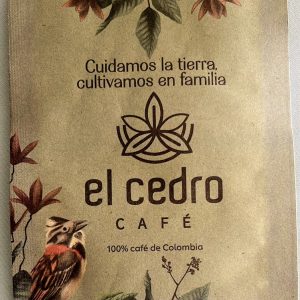 Cuidamos la tierra,
cultivamos en familia
el cedro
CAFÉ
100% café de Colombia